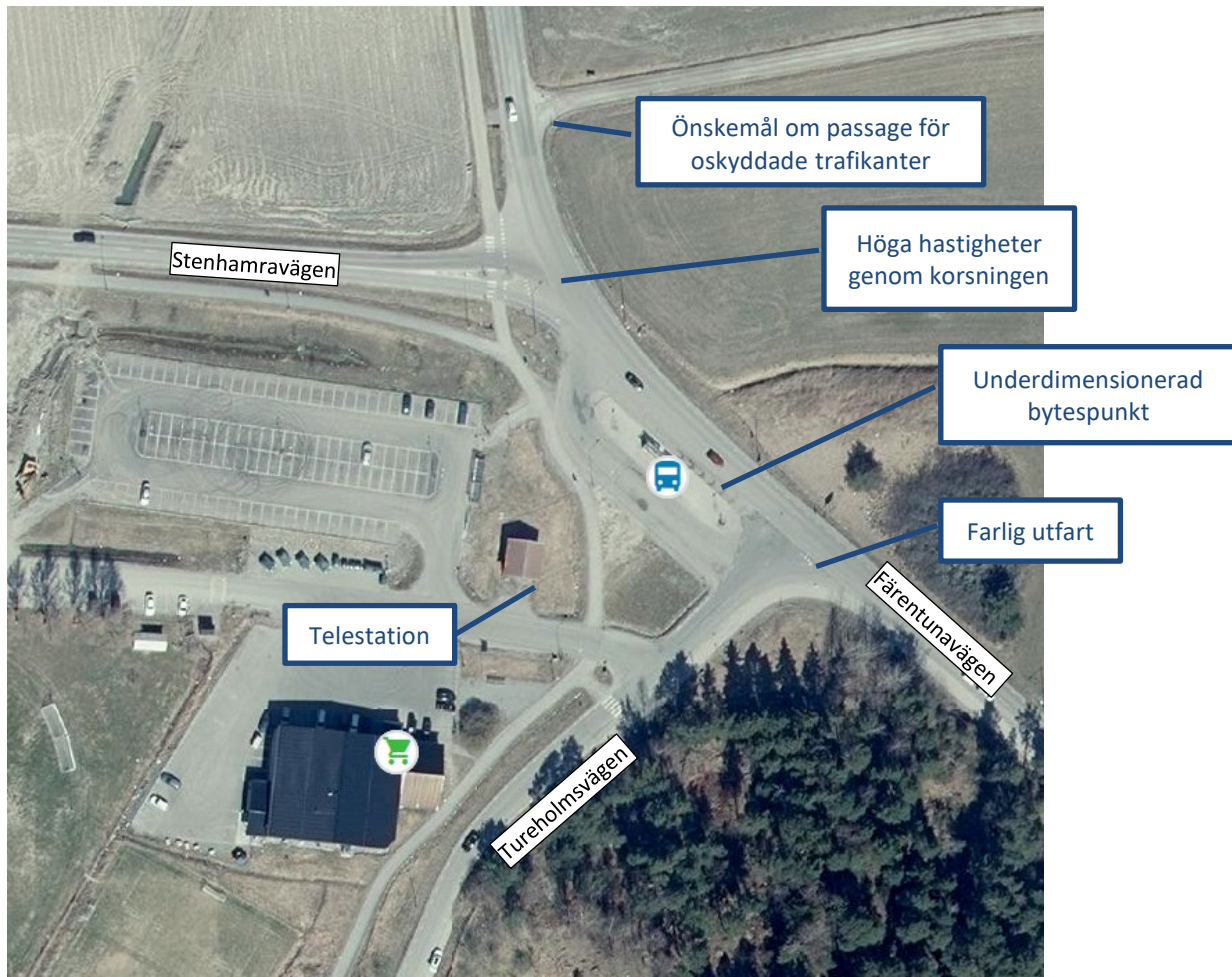 Önskemål om passage för
oskyddade trafikanter
Höga hastigheter
genom korsningen
Stenhamravägen
Underdimensionerad
bytespunkt
Farlig utfart
Färentunavägen
Telestation
Tureholmsvägen